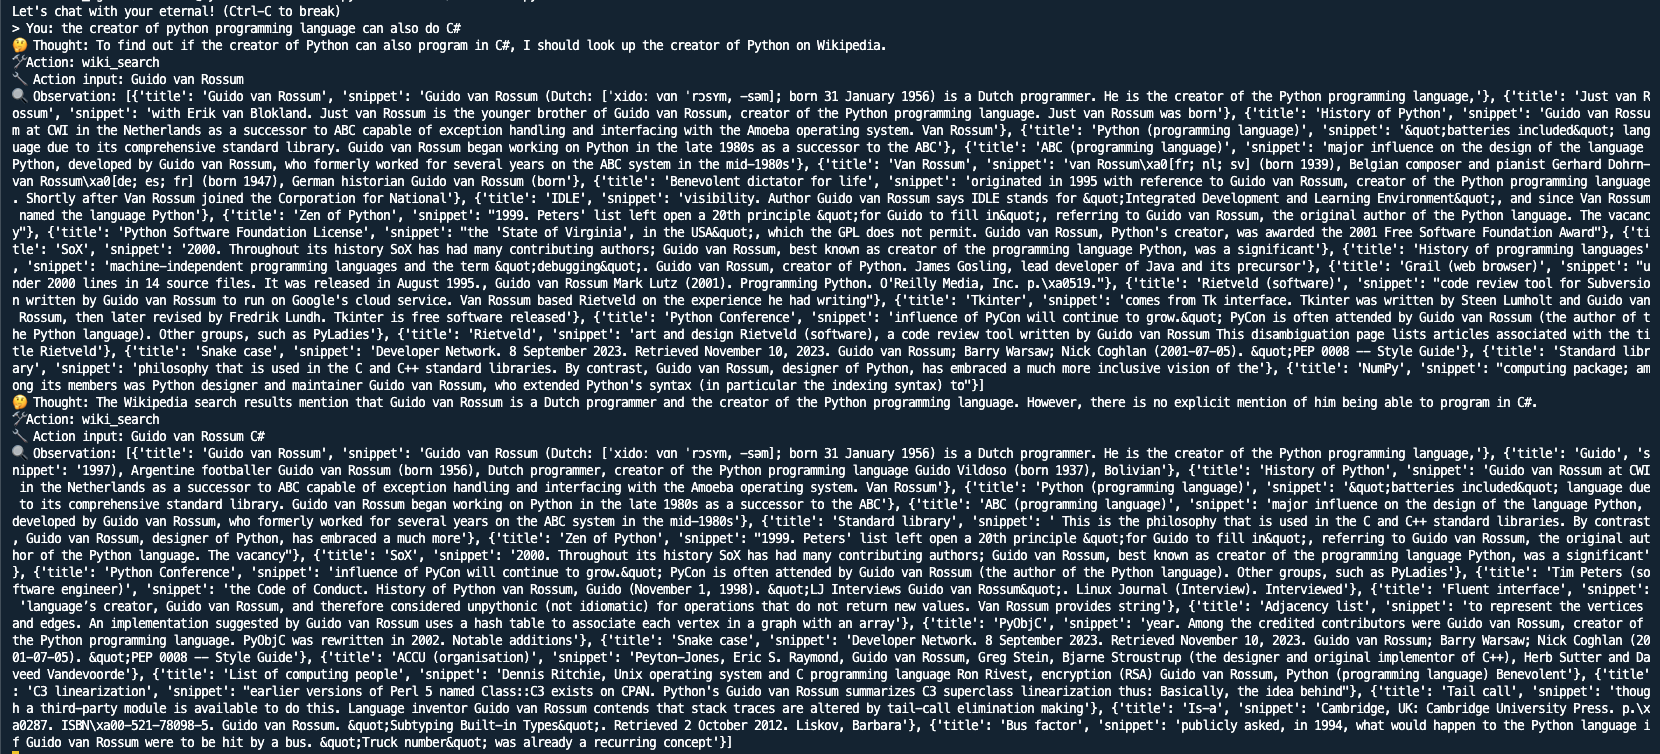 Let's chat with your eternal! (Ctrl-C to break)
> You: the creator of python programming language can also do C#
🤔 Thought: To find out if the creator of Python can also program in C#, I should look up the creator of Python on Wikipedia.
🛠Action: wiki_search
🔧 Action input: Guido van Rossum
🔍 Observation: [{'title': 'Guido van Rossum', 'snippet': 'Guido van Rossum (Dutch: [ˈxidoː vɑn ˈrɔsʏm, -səm]; born 31 January 1956) is a Dutch programmer. He is the creator of the Python programming language,'}, {'title': 'Just van R
ossum', 'snippet': 'with Erik van Blokland. Just van Rossum is the younger brother of Guido van Rossum, creator of the Python programming language. Just van Rossum was born'}, {'title': 'History of Python', 'snippet': 'Guido van Rossu
m at CWI in the Netherlands as a successor to ABC capable of exception handling and interfacing with the Amoeba operating system. Van Rossum'}, {'title': 'Python (programming language)', 'snippet': '&quot;batteries included&quot; lang
uage due to its comprehensive standard library. Guido van Rossum began working on Python in the late 1980s as a successor to the ABC'}, {'title': 'ABC (programming language)', 'snippet': 'major influence on the design of the language
Python, developed by Guido van Rossum, who formerly worked for several years on the ABC system in the mid-1980s'}, {'title': 'Van Rossum', 'snippet': 'van Rossum\xa0[fr; nl; sv] (born 1939), Belgian composer and pianist Gerhard Dohrn-
van Rossum\xa0[de; es; fr] (born 1947), German historian Guido van Rossum (born'}, {'title': 'Benevolent dictator for life', 'snippet': 'originated in 1995 with reference to Guido van Rossum, creator of the Python programming language
. Shortly after Van Rossum joined the Corporation for National'}, {'title': 'IDLE', 'snippet': 'visibility. Author Guido van Rossum says IDLE stands for &quot;Integrated Development and Learning Environment&quot;, and since Van Rossum
named the language Python'}, {'title': 'Zen of Python', 'snippet': "1999. Peters' list left open a 20th principle &quot;for Guido to fill in&quot;, referring to Guido van Rossum, the original author of the Python language. The vacanc
y"}, {'title': 'Python Software Foundation License', 'snippet': "the 'State of Virginia', in the USA&quot;, which the GPL does not permit. Guido van Rossum, Python's creator, was awarded the 2001 Free Software Foundation Award"}, {'ti
tle': 'SoX', 'snippet': '2000. Throughout its history SoX has had many contributing authors; Guido van Rossum, best known as creator of the programming language Python, was a significant'}, {'title': 'History of programming languages'
, 'snippet': 'machine-independent programming languages and the term &quot;debugging&quot;. Guido van Rossum, creator of Python. James Gosling, lead developer of Java and its precursor'}, {'title': 'Grail (web browser)', 'snippet': "u
nder 2000 lines in 14 source files. It was released in August 1995., Guido van Rossum Mark Lutz (2001). Programming Python. O'Reilly Media, Inc. p.\xa0519."}, {'title': 'Rietveld (software)', 'snippet': "code review tool for Subversio
n written by Guido van Rossum to run on Google's cloud service. Van Rossum based Rietveld on the experience he had writing"}, {'title': 'Tkinter', 'snippet': 'comes from Tk interface. Tkinter was written by Steen Lumholt and Guido van
Rossum, then later revised by Fredrik Lundh. Tkinter is free software released'}, {'title': 'Python Conference', 'snippet': 'influence of PyCon will continue to grow.&quot; PyCon is often attended by Guido van Rossum (the author of t
he Python language). Other groups, such as PyLadies'}, {'title': 'Rietveld', 'snippet': 'art and design Rietveld (software), a code review tool written by Guido van Rossum This disambiguation page lists articles associated with the ti
tle Rietveld'}, {'title': 'Snake case', 'snippet': 'Developer Network. 8 September 2023. Retrieved November 10, 2023. Guido van Rossum; Barry Warsaw; Nick Coghlan (2001-07-05). &quot;PEP 0008 -- Style Guide'}, {'title': 'Standard libr
ary', 'snippet': 'philosophy that is used in the C and C++ standard libraries. By contrast, Guido van Rossum, designer of Python, has embraced a much more inclusive vision of the'}, {'title': 'NumPy', 'snippet': "computing package; am
ong its members was Python designer and maintainer Guido van Rossum, who extended Python's syntax (in particular the indexing syntax) to"}]
🤔 Thought: The Wikipedia search results mention that Guido van Rossum is a Dutch programmer and the creator of the Python programming language. However, there is no explicit mention of him being able to program in C#.
🛠Action: wiki_search
🔧 Action input: Guido van Rossum C#
🔍 Observation: [{'title': 'Guido van Rossum', 'snippet': 'Guido van Rossum (Dutch: [ˈxidoː vɑn ˈrɔsʏm, -səm]; born 31 January 1956) is a Dutch programmer. He is the creator of the Python programming language,'}, {'title': 'Guido', 's
nippet': '1997), Argentine footballer Guido van Rossum (born 1956), Dutch programmer, creator of the Python programming language Guido Vildoso (born 1937), Bolivian'}, {'title': 'History of Python', 'snippet': 'Guido van Rossum at CWI
in the Netherlands as a successor to ABC capable of exception handling and interfacing with the Amoeba operating system. Van Rossum'}, {'title': 'Python (programming language)', 'snippet': '&quot;batteries included&quot; language due
to its comprehensive standard library. Guido van Rossum began working on Python in the late 1980s as a successor to the ABC'}, {'title': 'ABC (programming language)', 'snippet': 'major influence on the design of the language Python,
developed by Guido van Rossum, who formerly worked for several years on the ABC system in the mid-1980s'}, {'title': 'Standard library', 'snippet': ' This is the philosophy that is used in the C and C++ standard libraries. By contrast
, Guido van Rossum, designer of Python, has embraced a much more'}, {'title': 'Zen of Python', 'snippet': "1999. Peters' list left open a 20th principle &quot;for Guido to fill in&quot;, referring to Guido van Rossum, the original aut
hor of the Python language. The vacancy"}, {'title': 'SoX', 'snippet': '2000. Throughout its history SoX has had many contributing authors; Guido van Rossum, best known as creator of the programming language Python, was a significant'
}, {'title': 'Python Conference', 'snippet': 'influence of PyCon will continue to grow.&quot; PyCon is often attended by Guido van Rossum (the author of the Python language). Other groups, such as PyLadies'}, {'title': 'Tim Peters (so
ftware engineer)', 'snippet': 'the Code of Conduct. History of Python van Rossum, Guido (November 1, 1998). &quot;LJ Interviews Guido van Rossum&quot;. Linux Journal (Interview). Interviewed'}, {'title': 'Fluent interface', 'snippet':
'language's creator, Guido van Rossum, and therefore considered unpythonic (not idiomatic) for operations that do not return new values. Van Rossum provides string'}, {'title': 'Adjacency list', 'snippet': 'to represent the vertices
and edges. An implementation suggested by Guido van Rossum uses a hash table to associate each vertex in a graph with an array'}, {'title': 'PyObjC', 'snippet': 'year. Among the credited contributors were Guido van Rossum, creator of
the Python programming language. PyObjC was rewritten in 2002. Notable additions'}, {'title': 'Snake case', 'snippet': 'Developer Network. 8 September 2023. Retrieved November 10, 2023. Guido van Rossum; Barry Warsaw; Nick Coghlan (20
01-07-05). &quot;PEP 0008 -- Style Guide'}, {'title': 'ACCU (organisation)', 'snippet': 'Peyton-Jones, Eric S. Raymond, Guido van Rossum, Greg Stein, Bjarne Stroustrup (the designer and original implementor of C++), Herb Sutter and Da
veed Vandevoorde'}, {'title': 'List of computing people', 'snippet': 'Dennis Ritchie, Unix operating system and C programming language Ron Rivest, encryption (RSA) Guido van Rossum, Python (programming language) Benevolent'}, {'title'
: 'C3 linearization', 'snippet': "earlier versions of Perl 5 named Class::C3 exists on CPAN. Python's Guido van Rossum summarizes C3 superclass linearization thus: Basically, the idea behind"}, {'title': 'Tail call', 'snippet': 'thoug
h a third-party module is available to do this. Language inventor Guido van Rossum contends that stack traces are altered by tail-call elimination making'}, {'title': 'Is-a', 'snippet': 'Cambridge, UK: Cambridge University Press. p.\x
a0287. ISBN\xa00-521-78098-5. Guido van Rossum. &quot;Subtyping Built-in Types&quot;. Retrieved 2 October 2012. Liskov, Barbara'}, {'title': 'Bus factor', 'snippet': 'publicly asked, in 1994, what would happen to the Python language i
f Guido van Rossum were to be hit by a bus. &quot;Truck number&quot; was already a recurring concept'}]